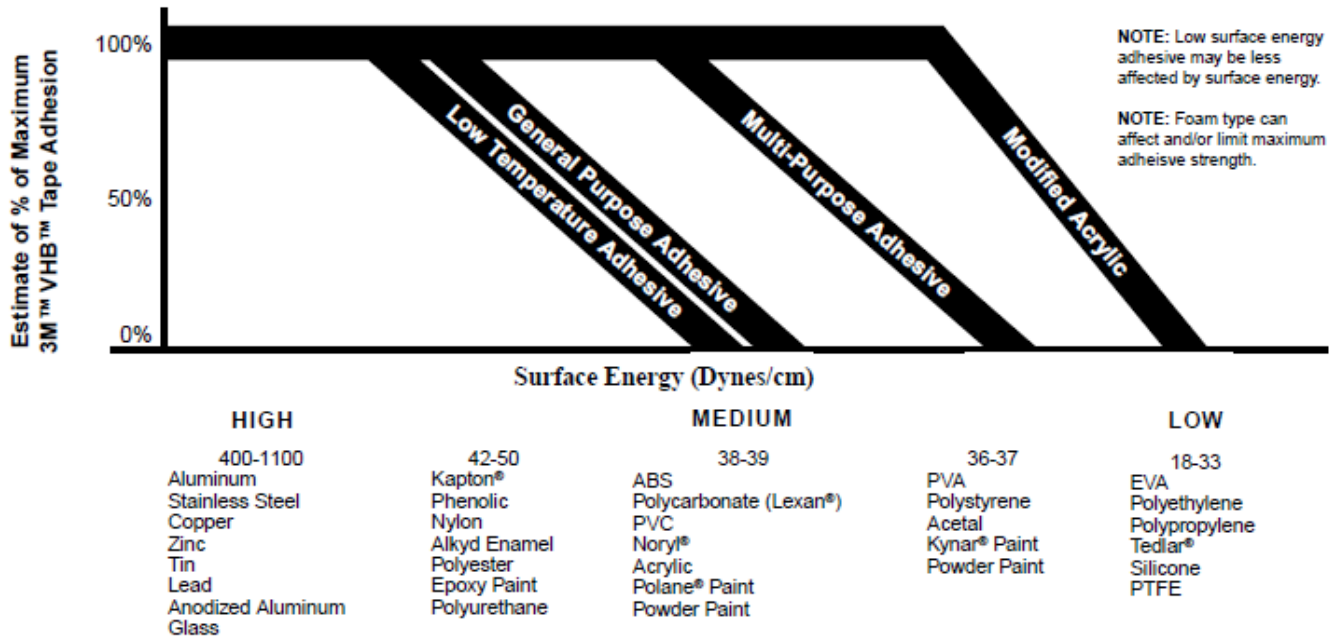 Estimate of % of Maximum
3M™ VHB™ Tape Adhesion
100%
50%
0%
Low Temperature Adhesive
General Purpose Adhesive
Multi-Purpose Adhesive
Modified Acrylic
NOTE: Low surface energy
adhesive may be less
affected by surface energy.
NOTE: Foam type can
affect and/or limit maximum
adheisve strength.
Surface Energy (Dynes/cm)
HIGH
400-1100
Aluminum
Stainless Steel
Copper
Zinc
Tin
Lead
Anodized Aluminum
Glass
MEDIUM
42-50
Kapton®
Phenolic
Nylon
Alkyd Enamel
Polyester
Epoxy Paint
Polyurethane
38-39
ABS
Polycarbonate (Lexan®)
PVC
Noryl®
Acrylic
Polane® Paint
Powder Paint
36-37
PVA
Polystyrene
Acetal
Kynar® Paint
Powder Paint
LOW
18-33
EVA
Polyethylene
Polypropylene
Tedlar®
Silicone
PTFE